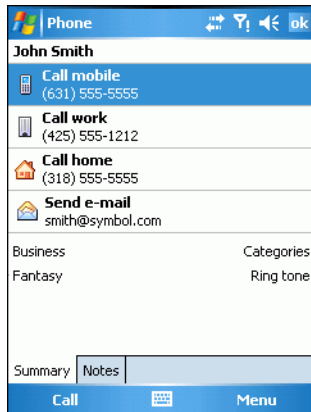 Phone ok
John Smith
Call mobile
(631) 555-5555
Call work
(425) 555-1212
Call home
(318) 555-5555
Send e-mail
smith@symbol.com
Business Categories
Fantasy Ring tone
Summary Notes
Call Menu